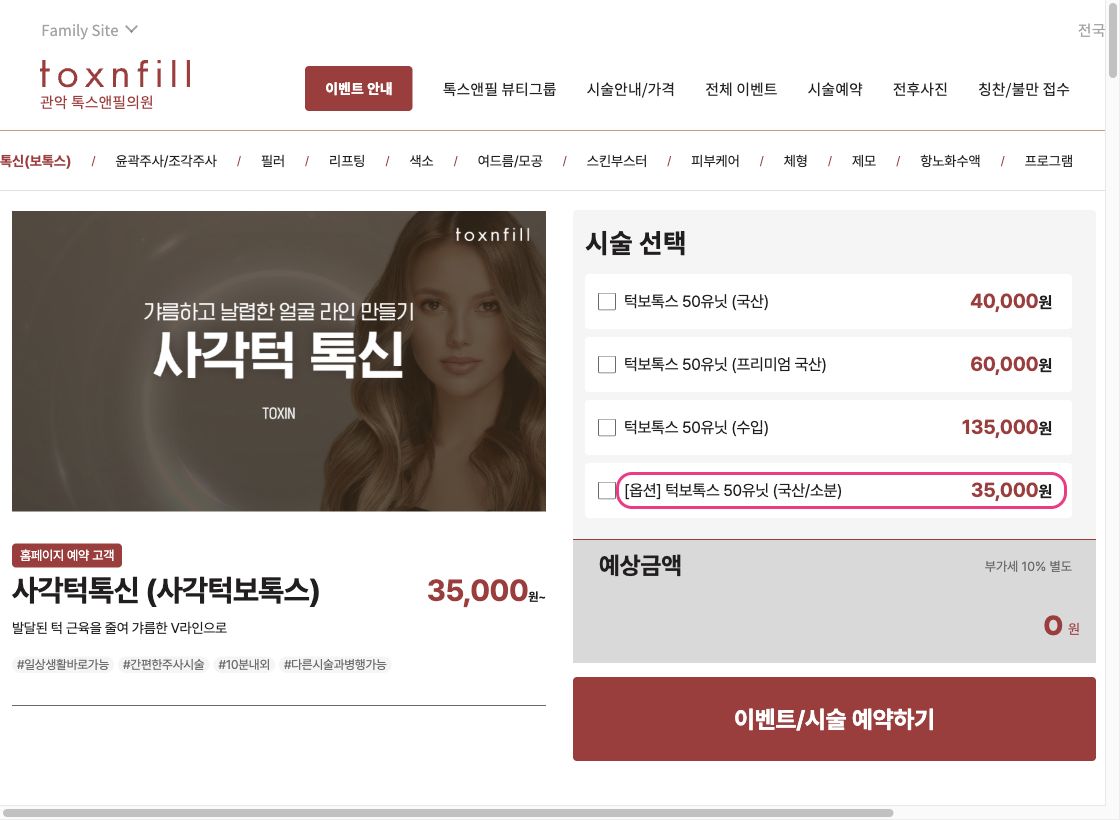 Family Site
전국
toxnfill
관악 톡스앤필의원
이벤트 안내
톡스앤필 뷰티그룹
시술안내/가격
전체 이벤트
시술예약
전후사진
칭찬/불만 접수
톡신(보톡스) / 윤곽주사/조각주사 / 필러 / 리프팅 / 색소 / 여드름/모공 / 스킨부스터 / 피부케어 / 체형 / 제모 / 항노화수액 / 프로그램
toxnfill
갸름하고 날렵한 얼굴 라인 만들기
사각턱 톡신
TOXIN
홈페이지 예약 고객
사각턱톡신 (사각턱보톡스) 35,000원~
발달된 턱 근육을 줄여 갸름한 V라인으로
#일상생활바로가능 #간편한주사시술 #10분내외 #다른시술과병행가능
시술 선택
턱보톡스 50유닛 (국산) 40,000원
턱보톡스 50유닛 (프리미엄 국산) 60,000원
턱보톡스 50유닛 (수입) 135,000원
[옵션] 턱보톡스 50유닛 (국산/소분) 35,000원
예상금액 부가세 10% 별도
0 원
이벤트/시술 예약하기